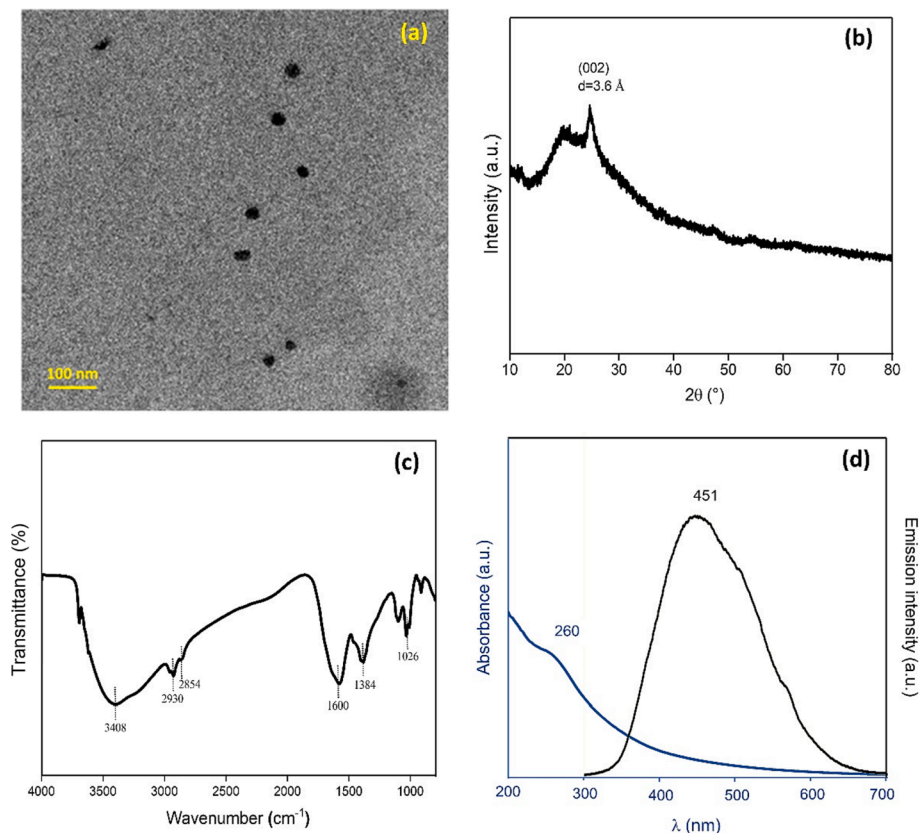 (a)
100 nm
(b)
(002)
d=3.6 Å
Intensity (a.u.)
10 20 30 40 50 60 70 80
2θ (°)
(c)
Transmittance (%)
3408
2930
2854
1600
1384
1026
4000 3500 3000 2500 2000 1500 1000
Wavenumber (cm⁻¹)
(d)
451
260
Absorbance (a.u.)
Emission intensity (a.u.)
200 300 400 500 600 700
λ (nm)